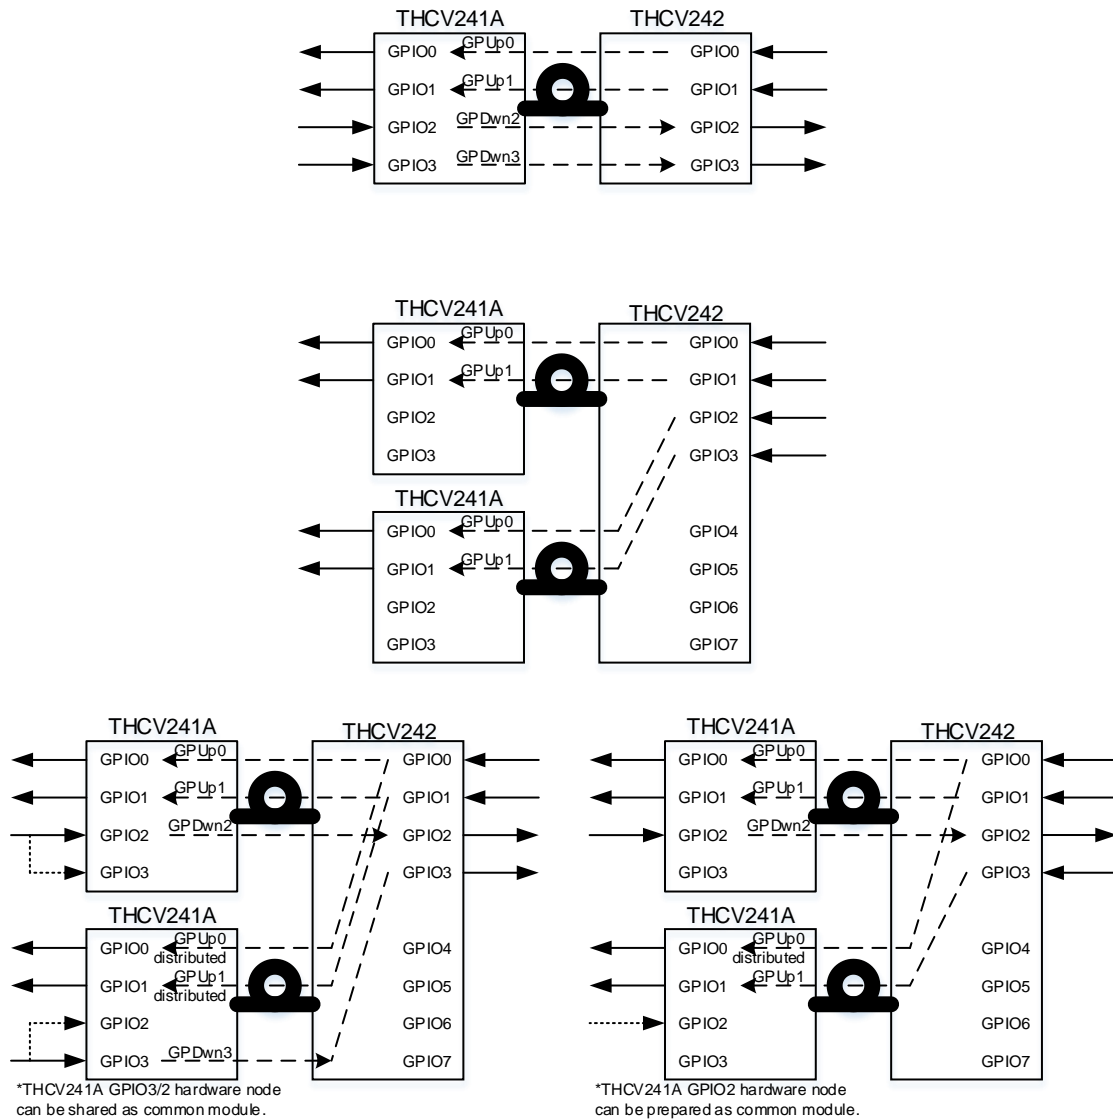 THCV241A THCV242
GPIO0 GPUp0 GPIO0
GPIO1 GPUp1 GPIO1
GPIO2 GPDwn2 GPIO2
GPIO3 GPDwn3 GPIO3
THCV241A THCV242
GPIO0 GPUp0 GPIO0
GPIO1 GPUp1 GPIO1
GPIO2 GPIO2
GPIO3 GPIO3
THCV241A
GPIO0 GPUp0 GPIO4
GPIO1 GPUp1 GPIO5
GPIO2 GPIO6
GPIO3 GPIO7
THCV241A THCV242
GPIO0 GPUp0 GPIO0
GPIO1 GPUp1 GPIO1
GPIO2 GPDwn2 GPIO2
GPIO3 GPIO3
THCV241A
GPIO0 GPUp0 GPIO4
distributed
GPIO1 GPUp1 GPIO5
distributed
GPIO2 GPIO6
GPIO3 GPDwn3 GPIO7
*THCV241A GPIO3/2 hardware node
can be shared as common module.
THCV241A THCV242
GPIO0 GPUp0 GPIO0
GPIO1 GPUp1 GPIO1
GPIO2 GPDwn2 GPIO2
GPIO3 GPIO3
THCV241A
GPIO0 GPUp0 GPIO4
distributed
GPIO1 GPUp1 GPIO5
GPIO2 GPIO6
GPIO3 GPIO7
*THCV241A GPIO2 hardware node
can be prepared as common module.